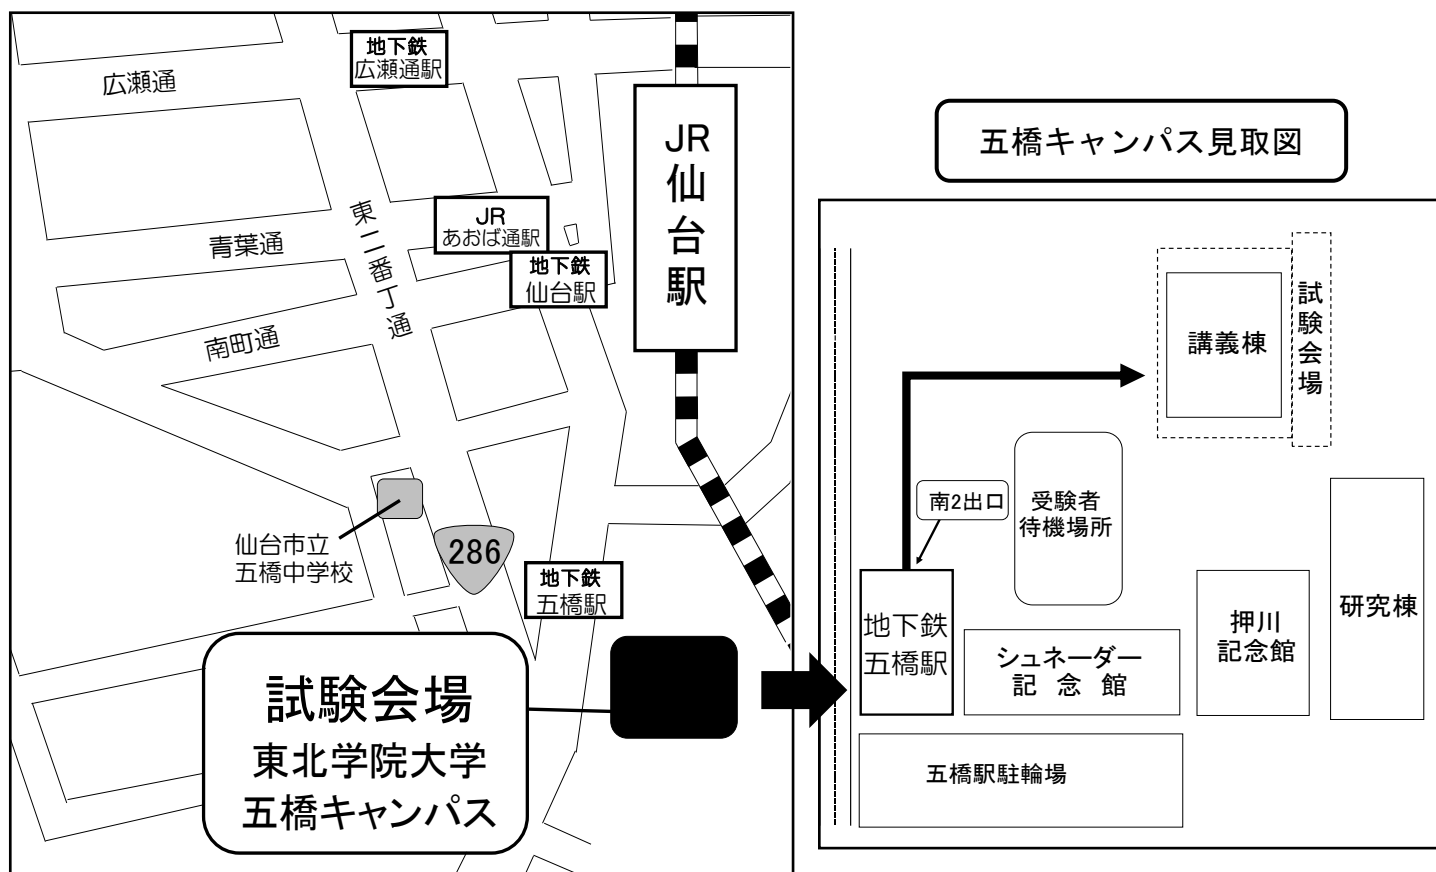 広瀬通
地下鉄
広瀬通駅
JR
仙台駅
青葉通
東二番丁通
JR
あおば通駅
地下鉄
仙台駅
南町通
仙台市立
五橋中学校
286
地下鉄
五橋駅
試験会場
東北学院大学
五橋キャンパス
五橋キャンパス見取図
講義棟
試験会場
南2出口
受験者
待機場所
地下鉄
五橋駅
シュネーダー
記念館
押川
記念館
研究棟
五橋駅駐輪場